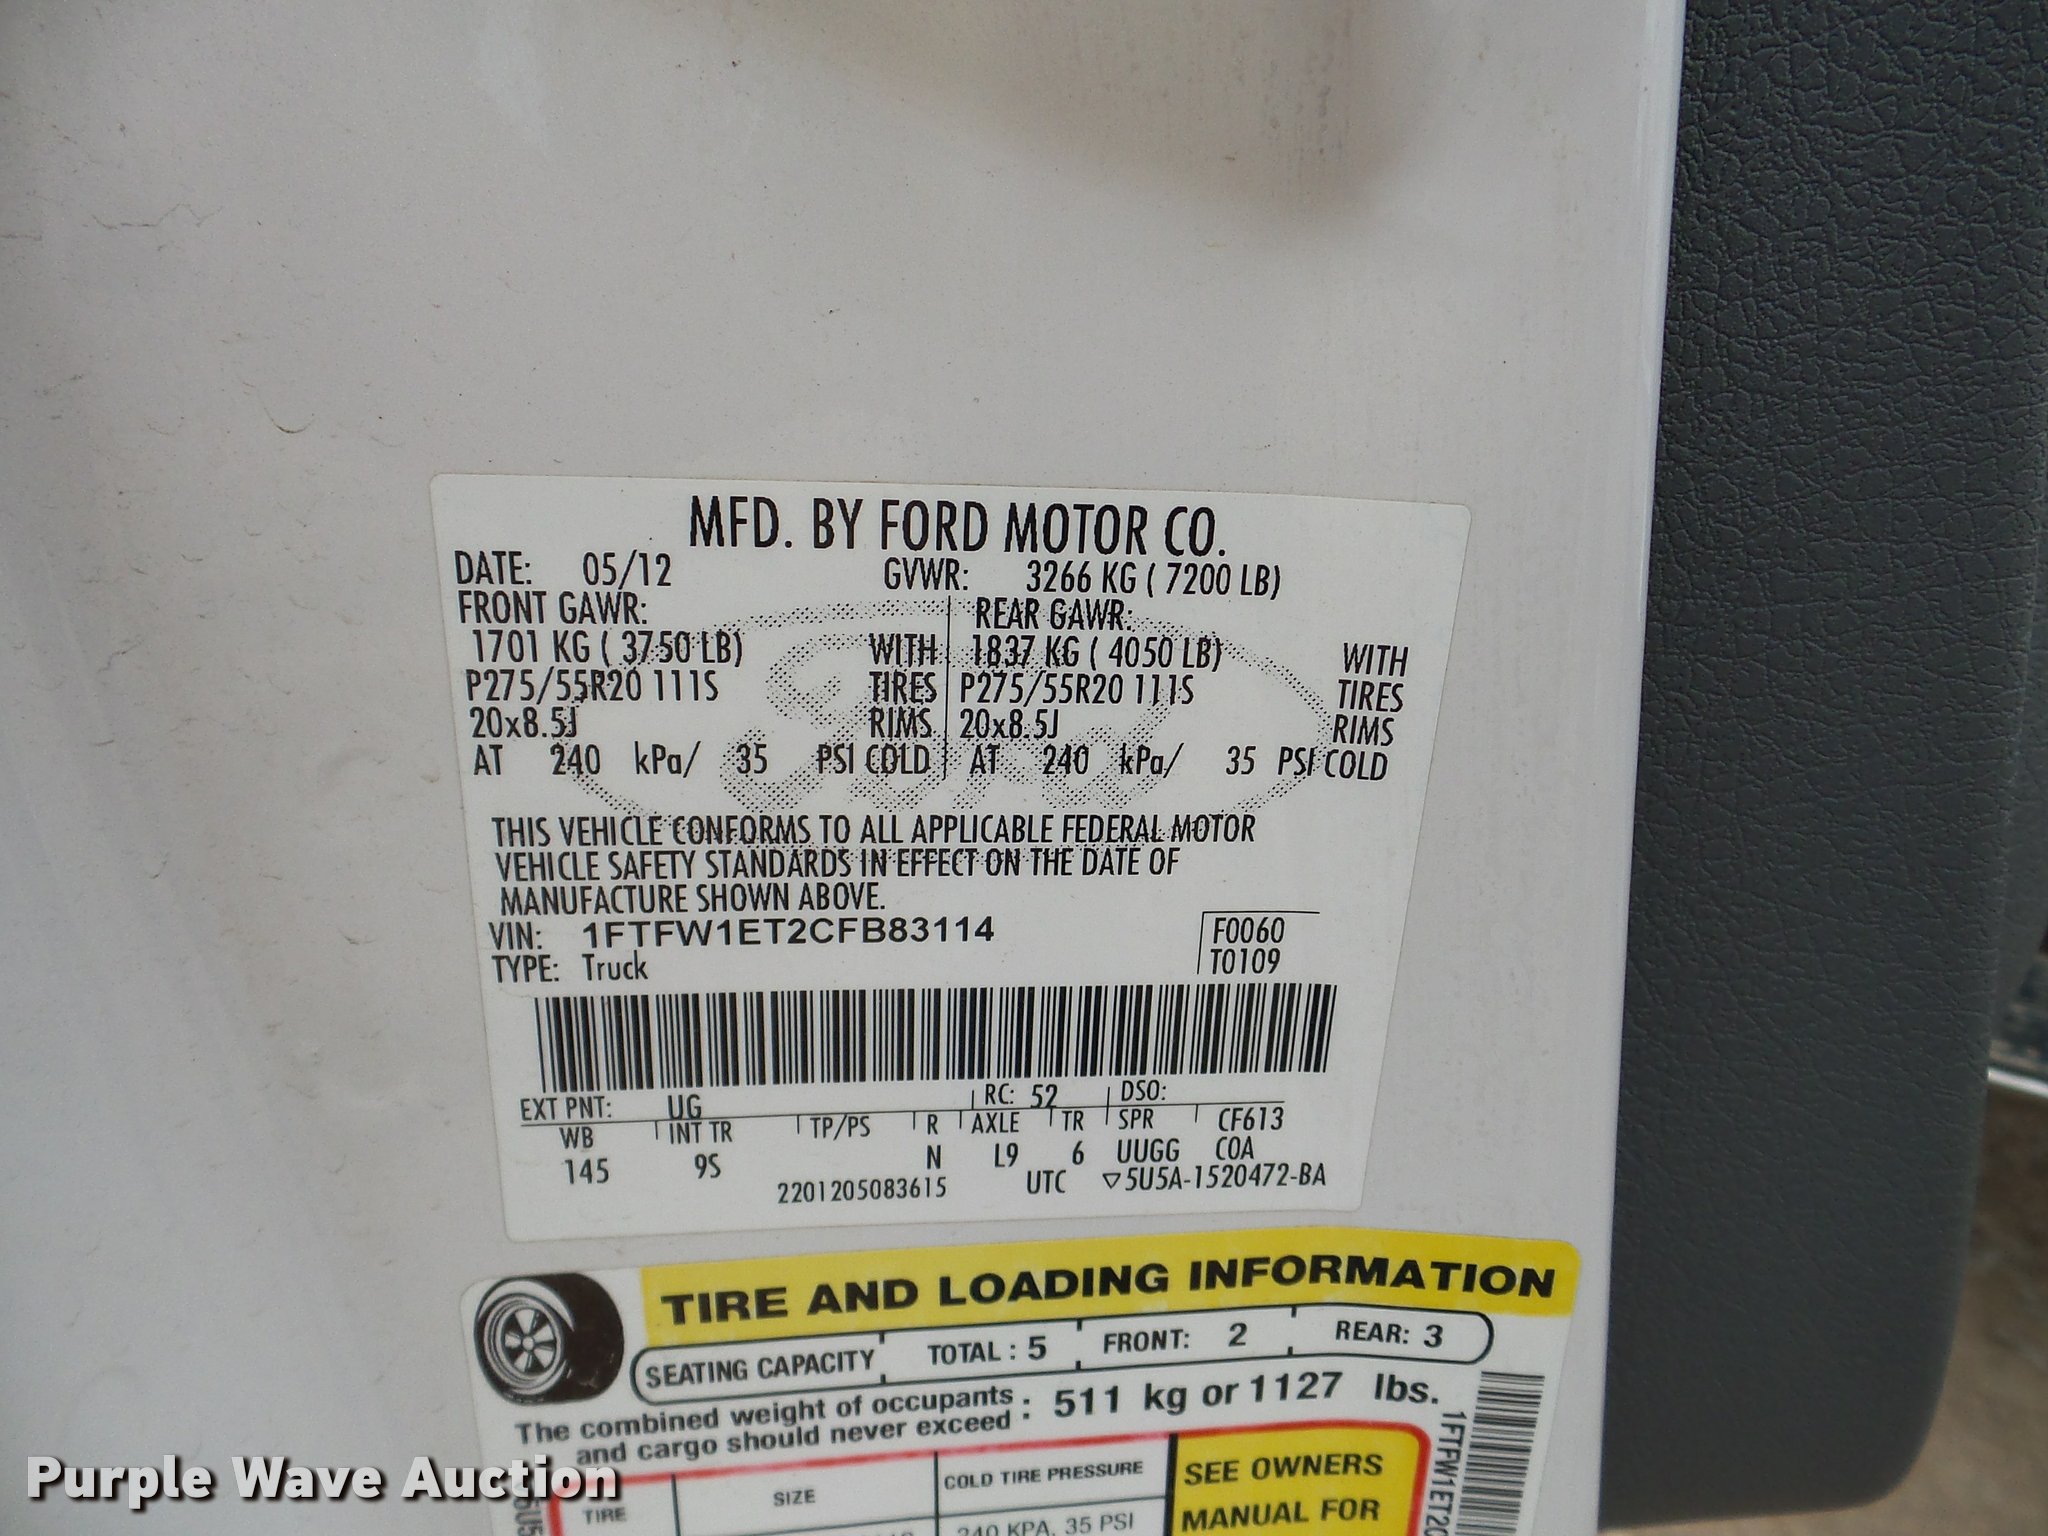 MFD. BY FORD MOTOR CO.
DATE: 05/12 GVWR: 3266 KG ( 7200 LB)
FRONT GAWR: REAR GAWR:
1701 KG ( 3750 LB) WITH 1837 KG ( 4050 LB) WITH
P275/55R20 111S TIRES P275/55R20 111S TIRES
20x8.5J RIMS 20x8.5J RIMS
AT 240 kPa/ 35 PSI COLD AT 240 kPa/ 35 PSI COLD
THIS VEHICLE CONFORMS TO ALL APPLICABLE FEDERAL MOTOR
VEHICLE SAFETY STANDARDS IN EFFECT ON THE DATE OF
MANUFACTURE SHOWN ABOVE.
VIN: 1FTFW1ET2CFB83114 F0060
TYPE: Truck T0109
EXT PNT: UG RC: 52 DSO:
WB INT TR TP/PS R AXLE TR SPR CF613
145 9S N L9 6 UUGG COA
2201205083615 UTC ▽5U5A-1520472-BA
TIRE AND LOADING INFORMATION
SEATING CAPACITY TOTAL : 5 FRONT: 2 REAR: 3
The combined weight of occupants
and cargo should never exceed : 511 kg or 1127 lbs.
TIRE SIZE COLD TIRE PRESSURE SEE OWNERS
240 KPA, 35 PSI MANUAL FOR
1FTFW1ET2C
5U5
Purple Wave Auction